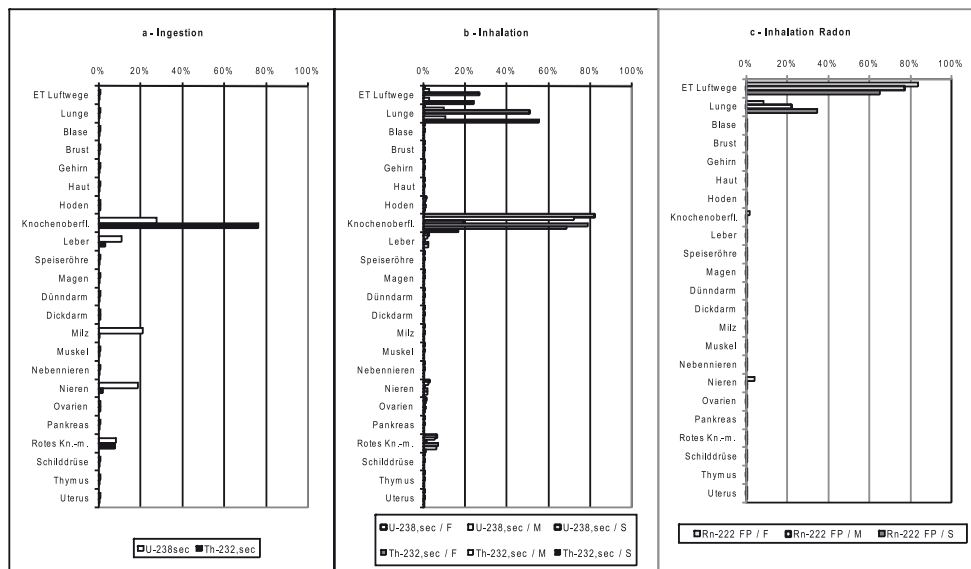 a - Ingestion
0% 20% 40% 60% 80% 100%
ET Luftwege
Lunge
Blase
Brust
Gehirn
Haut
Hoden
Knochenoberfl.
Leber
Speiseröhre
Magen
Dünndarm
Dickdarm
Milz
Muskel
Nebennieren
Nieren
Ovarien
Pankreas
Rotes Kn.-m.
Schilddrüse
Thymus
Uterus
U-238sec Th-232,sec
b - Inhalation
0% 20% 40% 60% 80% 100%
ET Luftwege
Lunge
Blase
Brust
Gehirn
Haut
Hoden
Knochenoberfl.
Leber
Speiseröhre
Magen
Dünndarm
Dickdarm
Milz
Muskel
Nebennieren
Nieren
Ovarien
Pankreas
Rotes Kn.-m.
Schilddrüse
Thymus
Uterus
U-238,sec / F U-238,sec / M U-238,sec / S
Th-232,sec / F Th-232,sec / M Th-232,sec / S
c - Inhalation Radon
0% 20% 40% 60% 80% 100%
ET Luftwege
Lunge
Blase
Brust
Gehirn
Haut
Hoden
Knochenoberfl.
Leber
Speiseröhre
Magen
Dünndarm
Dickdarm
Milz
Muskel
Nebennieren
Nieren
Ovarien
Pankreas
Rotes Kn.-m.
Schilddrüse
Thymus
Uterus
Rn-222 FP / F Rn-222 FP / M Rn-222 FP / S